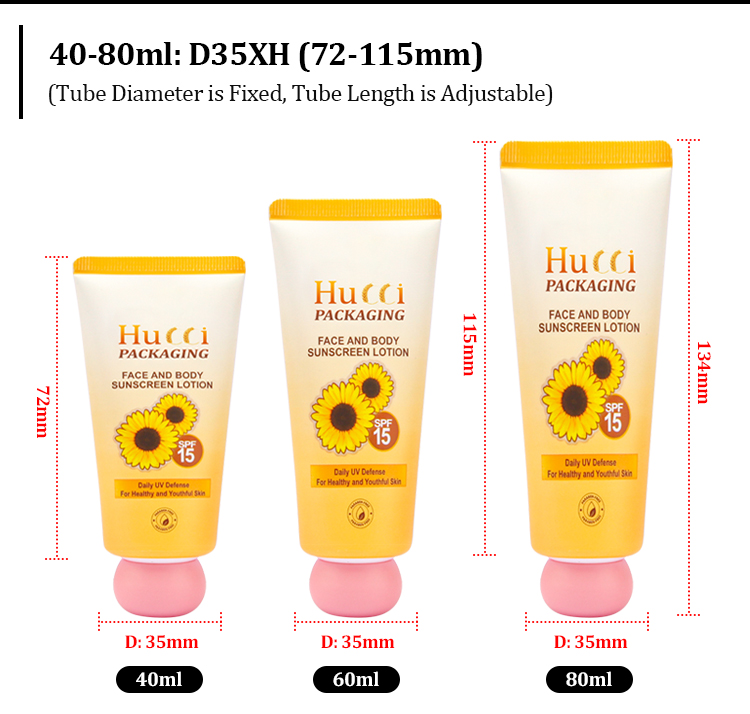 40-80ml: D35XH (72-115mm)
(Tube Diameter is Fixed, Tube Length is Adjustable)
72mm
Hucci
PACKAGING
FACE AND BODY
SUNSCREEN LOTION
SPF
15
Daily UV Defense
For Healthy and Youthful Skin
D: 35mm
40ml
Hucci
PACKAGING
FACE AND BODY
SUNSCREEN LOTION
SPF
15
Daily UV Defense
For Healthy and Youthful Skin
D: 35mm
60ml
115mm
Hucci
PACKAGING
FACE AND BODY
SUNSCREEN LOTION
SPF
15
Daily UV Defense
For Healthy and Youthful Skin
134mm
D: 35mm
80ml